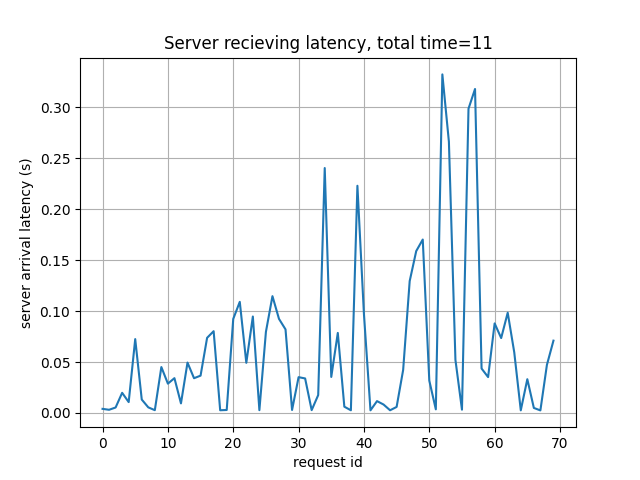 Server recieving latency, total time=11
0.30
0.25
0.20
0.15
0.10
0.05
0.00
server arrival latency (s)
0 10 20 30 40 50 60 70
request id